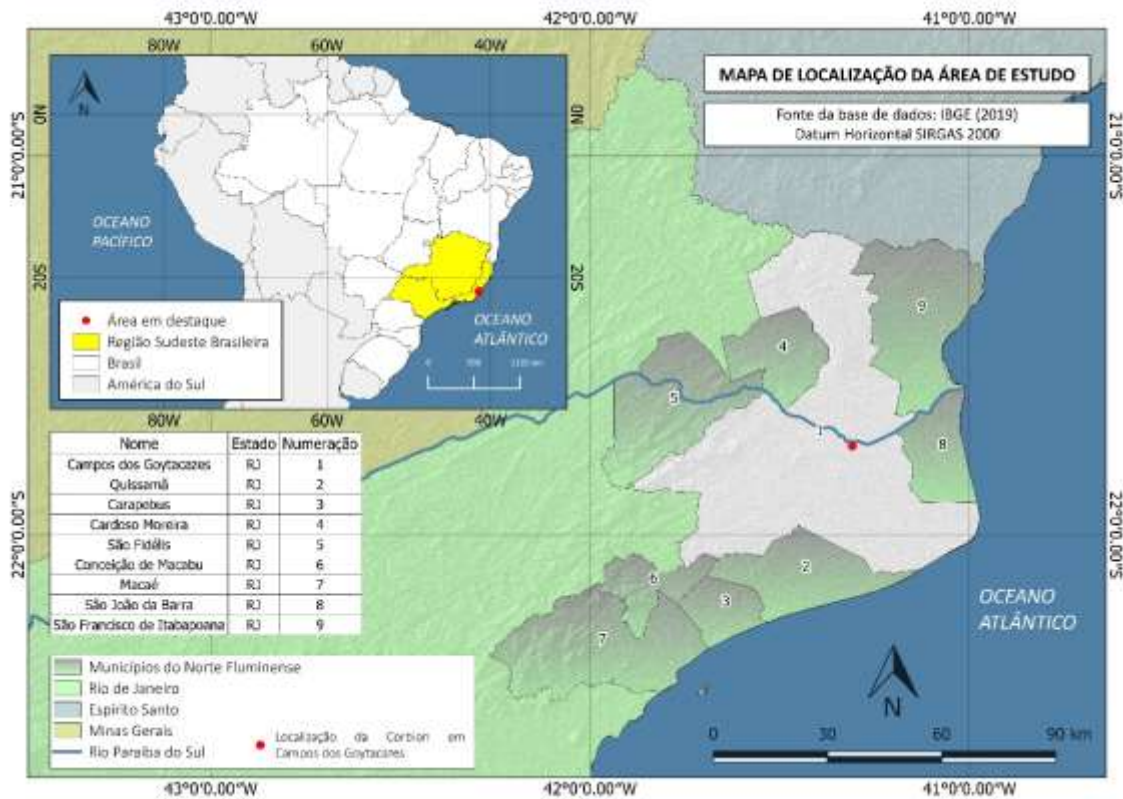 43°0'0.00"W 42°0'0.00"W 41°0'0.00"W
80W 60W 40W
N
0N 0N
21°0'0.00"S
OCEANO
PACÍFICO
20S 20S
OCEANO
ATLÂNTICO
Área em destaque
Região Sudeste Brasileira
Brasil
América do Sul
0
80W 60W 40W
MAPA DE LOCALIZAÇÃO DA ÁREA DE ESTUDO
Fonte da base de dados: IBGE (2019)
Datum Horizontal SIRGAS 2000
21°0'0.00"S
Nome Estado Numeração
Campos dos Goytacazes RJ 1
Quissamã RJ 2
Carapebus RJ 3
Cardoso Moreira RJ 4
São Fidélis RJ 5
Conceição de Macabu RJ 6
Macaé RJ 7
São João da Barra RJ 8
São Francisco de Itabapoana RJ 9
9
4
5
1
8
2
6
3
7
22°0'0.00"S 22°0'0.00"S
OCEANO
ATLÂNTICO
Municípios do Norte Fluminense
Rio de Janeiro
Espírito Santo
Minas Gerais
Rio Paraíba do Sul
Localização da Corbion em
Campos dos Goytacares
N
0 30 60 90 km
43°0'0.00"W 42°0'0.00"W 41°0'0.00"W